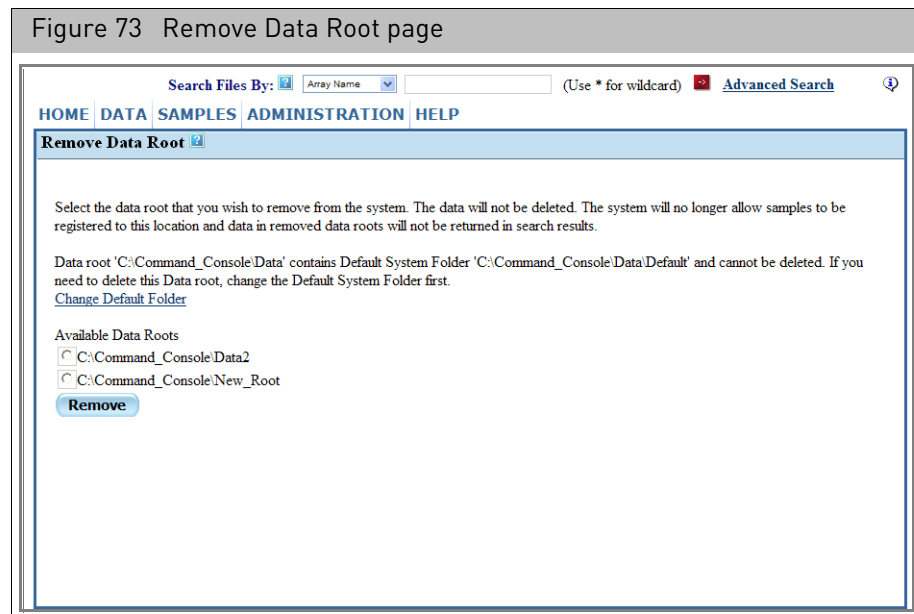 Figure 73 Remove Data Root page
Search Files By: ? Array Name (Use * for wildcard) Advanced Search
HOME DATA SAMPLES ADMINISTRATION HELP
Remove Data Root ?
Select the data root that you wish to remove from the system. The data will not be deleted. The system will no longer allow samples to be
registered to this location and data in removed data roots will not be returned in search results.
Data root 'C:\Command_Console\Data' contains Default System Folder 'C:\Command_Console\Data\Default' and cannot be deleted. If you
need to delete this Data root, change the Default System Folder first.
Change Default Folder
Available Data Roots
C:\Command_Console\Data2
C:\Command_Console\New_Root
Remove